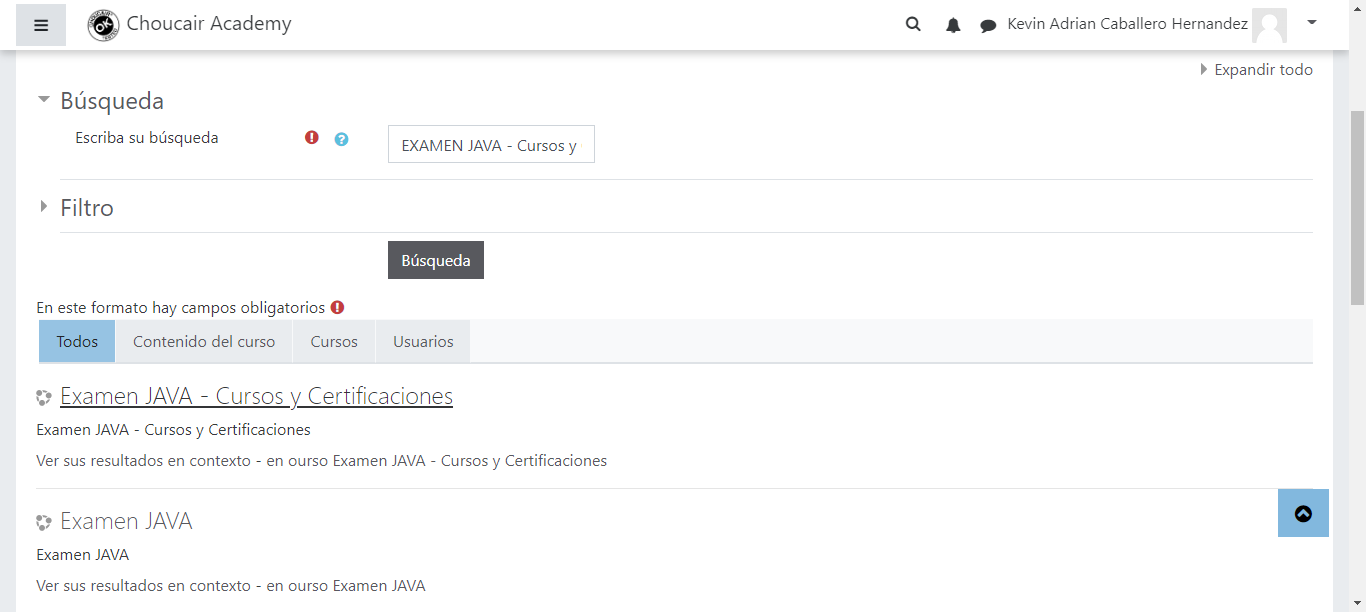 Choucair Academy
Kevin Adrian Caballero Hernandez
Expandir todo
Búsqueda
Escriba su búsqueda
EXAMEN JAVA - Cursos y
Filtro
Búsqueda
En este formato hay campos obligatorios
Todos Contenido del curso Cursos Usuarios
Examen JAVA - Cursos y Certificaciones
Examen JAVA - Cursos y Certificaciones
Ver sus resultados en contexto - en ourso Examen JAVA - Cursos y Certificaciones
Examen JAVA
Examen JAVA
Ver sus resultados en contexto - en ourso Examen JAVA